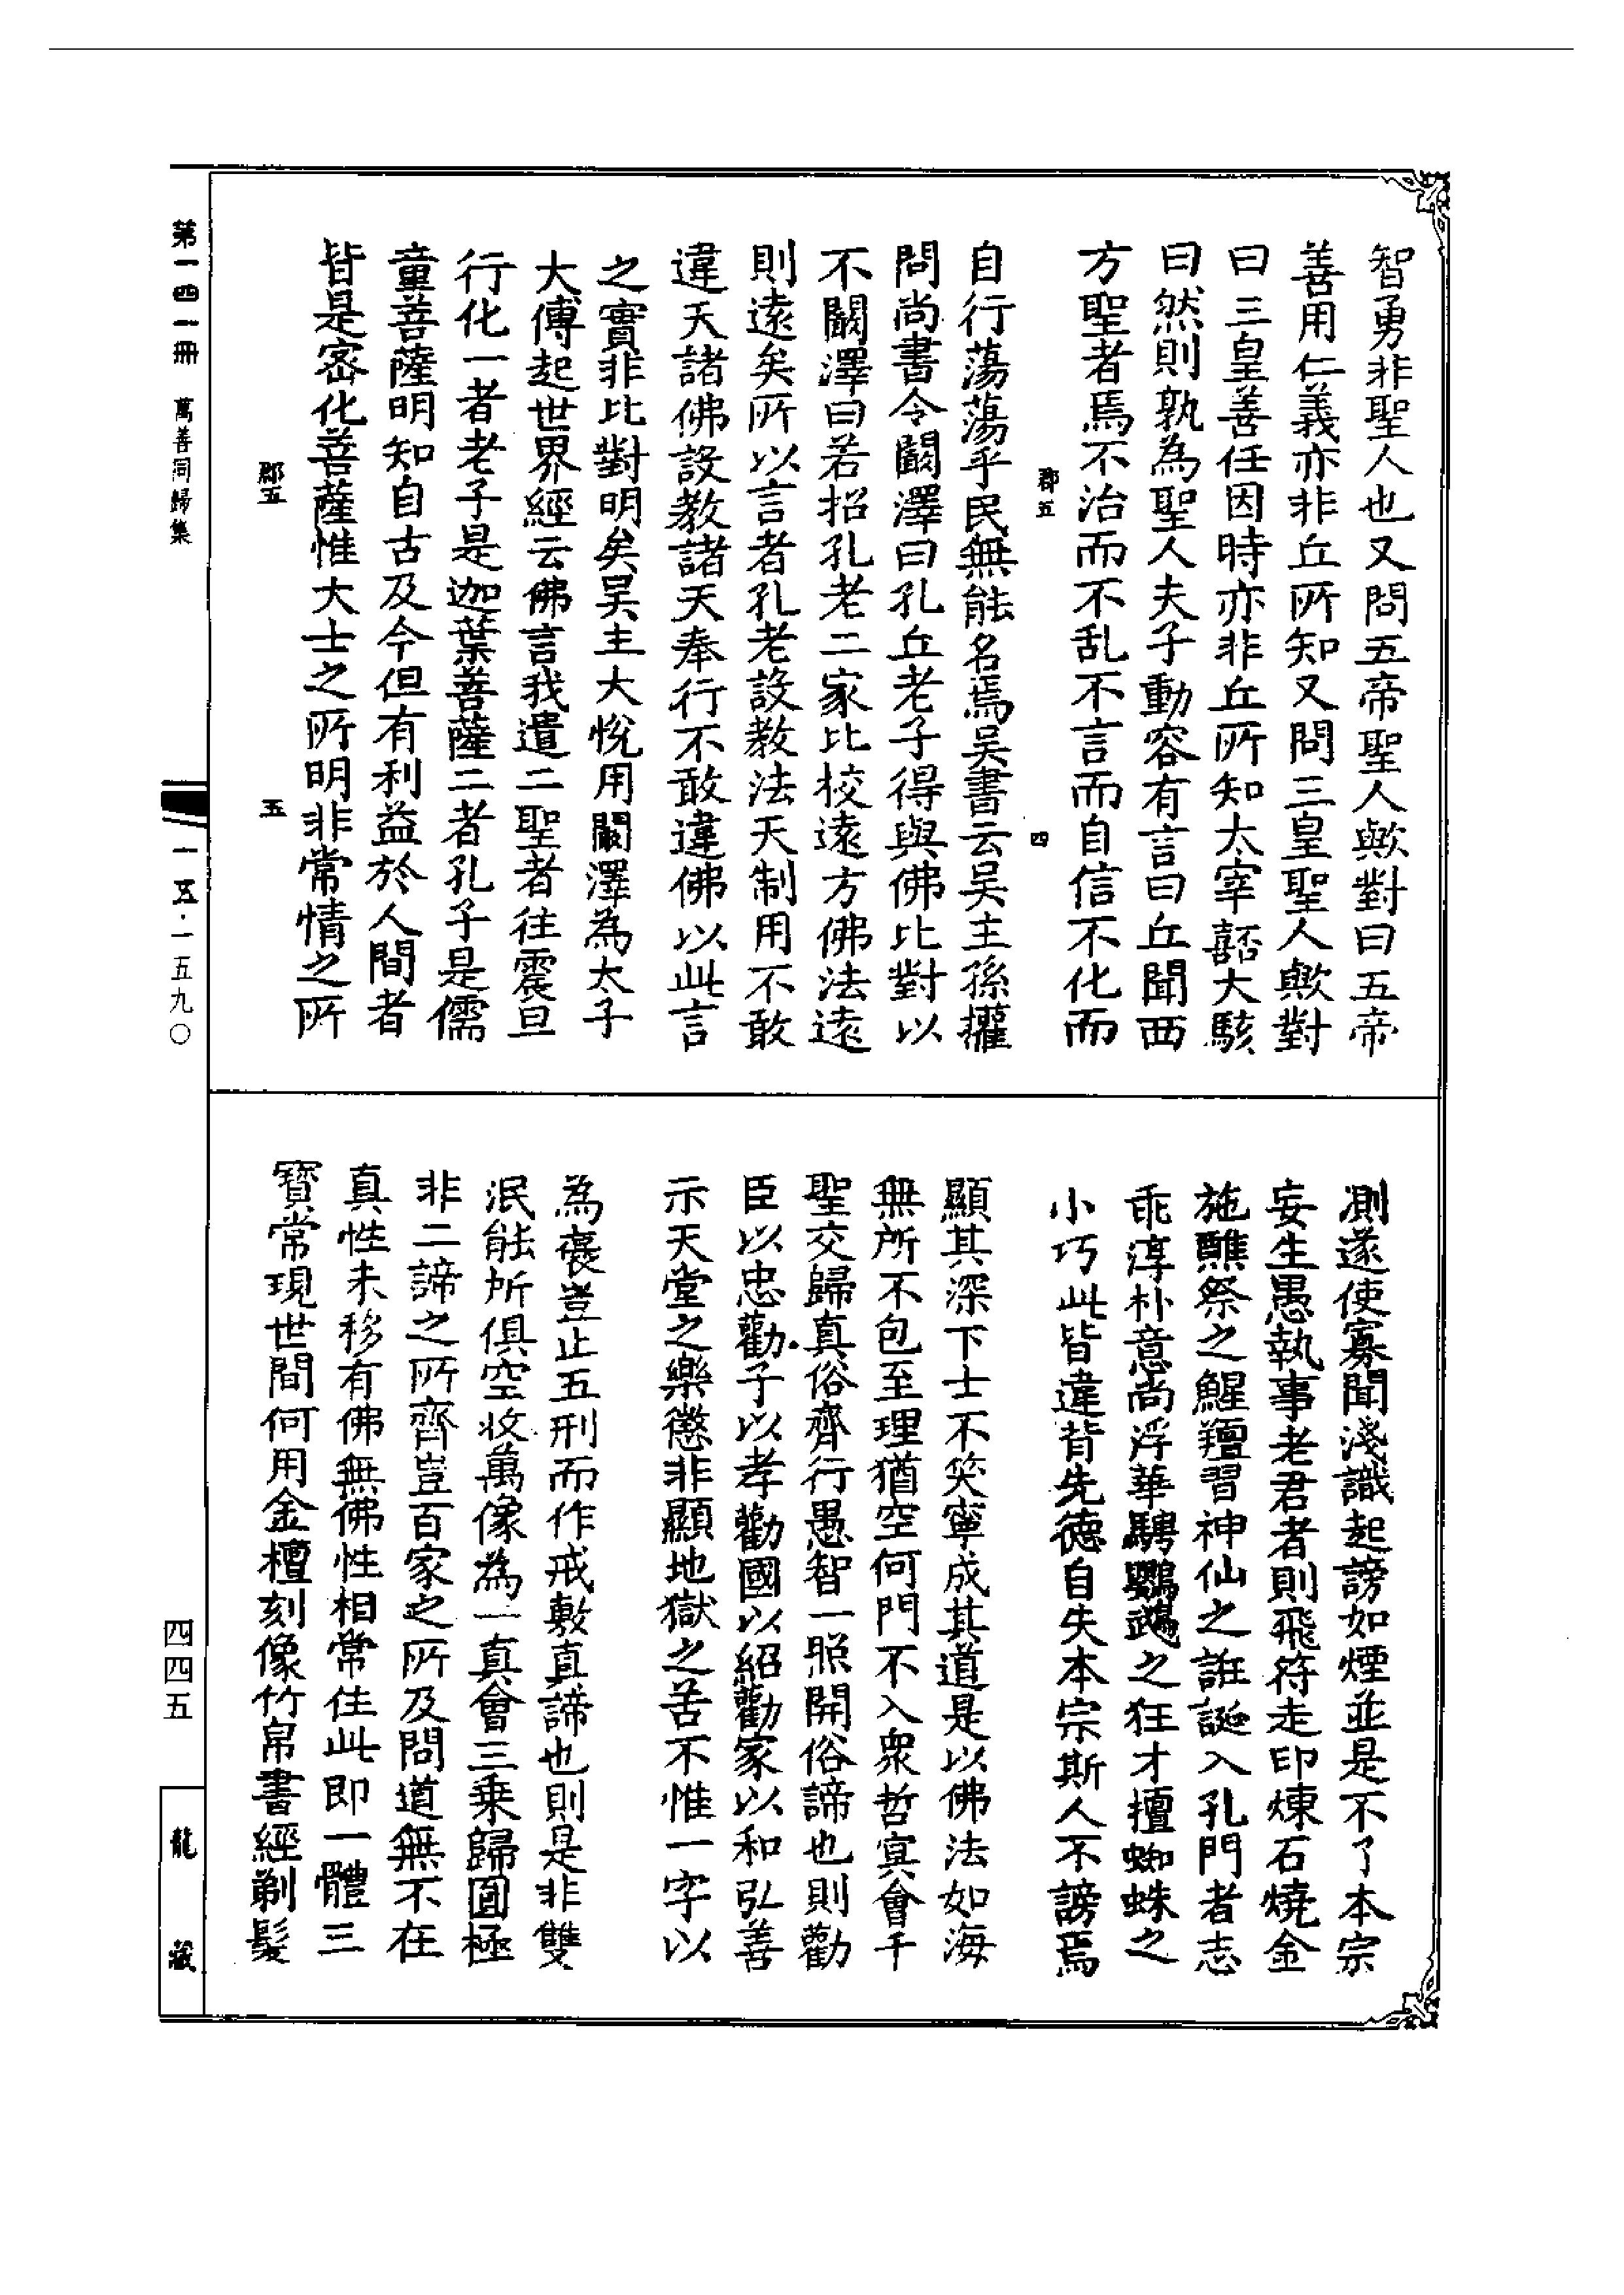 智勇非聖人也又問五帝聖人歟對曰五帝
善用仁義亦非丘所知又問三皇聖人歟對
曰三皇善任因時亦非丘所知太宰嚭大駭
曰然則孰為聖人夫子動容有言曰丘聞西
方聖者焉不治而不乱不言而自信不化而
郡五 四
自行蕩蕩乎民無能名焉吳書云吳主孫權
問尚書令闞澤曰孔丘老子得與佛比對以
不闞澤曰若招孔老二家比校遠方佛法遠
則遠矣所以言者孔老設教法天制用不敢
違天諸佛設教諸天奉行不敢違佛以此言
之實非比對明矣吴主大悅用闞澤為太子
大傅起世界經云佛言我遣二聖者往震旦
行化一者老子是迦葉菩薩二者孔子是儒
童菩薩明知自古及今但有利益於人間者
皆是密化菩薩惟大士之所明非常情之所
郡五 五
測遂使寡聞淺識起謗如煙並是不了本宗
妄生愚執事老君者則飛符走印煉石燒金
施醮祭之鯹羶習神仙之誑誕入孔門者志
乖淳朴意尚浮華騁鸚鵡之狂才擅蜘蛛之
小巧此皆違背先德自失本宗斯人不謗焉
顯其深下士不笑寧成其道是以佛法如海
無所不包至理猶空何門不入衆哲冥會千
聖交歸真俗齊行愚智一照開俗諦也則勸
臣以忠勸子以孝勸國以紹勸家以和弘善
示天堂之樂懲非顯地獄之苦不惟一字以
為襃豈止五刑而作戒敷真諦也則是非雙
泯能所俱空收萬像為一真會三乘歸圓極
非二諦之所齊豈百家之所及問道無不在
真性未移有佛無佛性相常住此即一體三
寶常現世間何用金檀刻像竹帛書經剃髮
第一四一冊 萬善同歸集
一五·一五九〇
四四五
龍藏